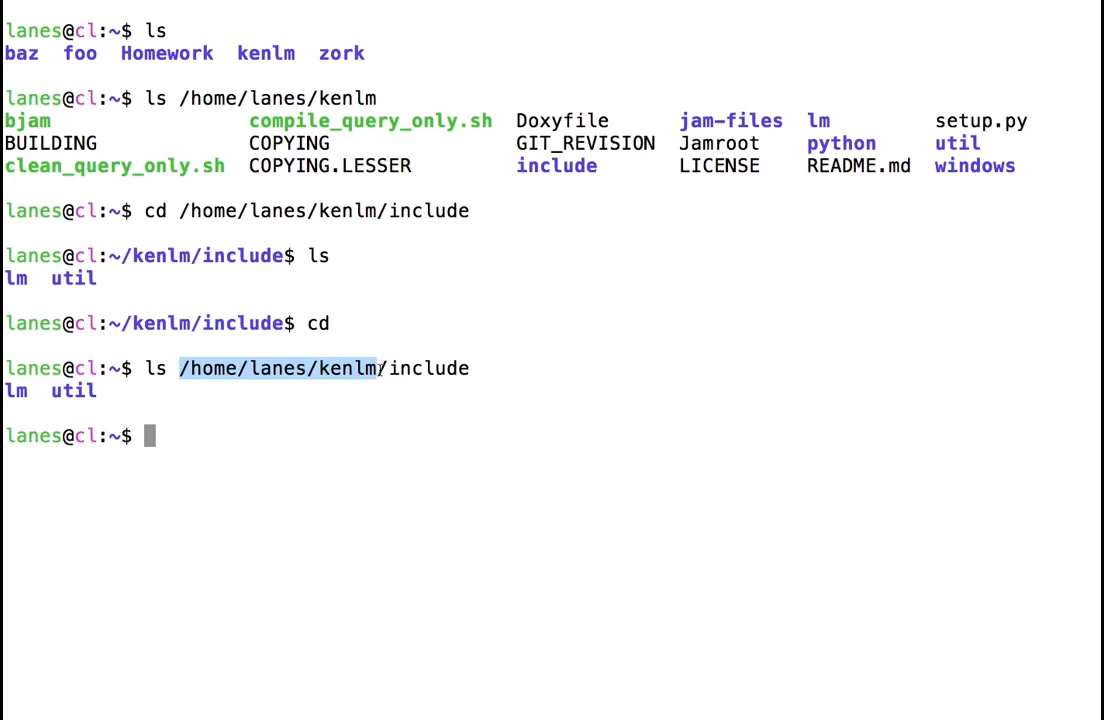 lanes@cl:~$ ls
baz  foo  Homework  kenlm  zork
lanes@cl:~$ ls /home/lanes/kenlm
bjam                 compile_query_only.sh  Doxyfile      jam-files  lm         setup.py
BUILDING             COPYING                GIT_REVISION  Jamroot    python     util
clean_query_only.sh  COPYING.LESSER         include       LICENSE    README.md  windows
lanes@cl:~$ cd /home/lanes/kenlm/include
lanes@cl:~/kenlm/include$ ls
lm  util
lanes@cl:~/kenlm/include$ cd
lanes@cl:~$ ls /home/lanes/kenlm/include
lm  util
lanes@cl:~$